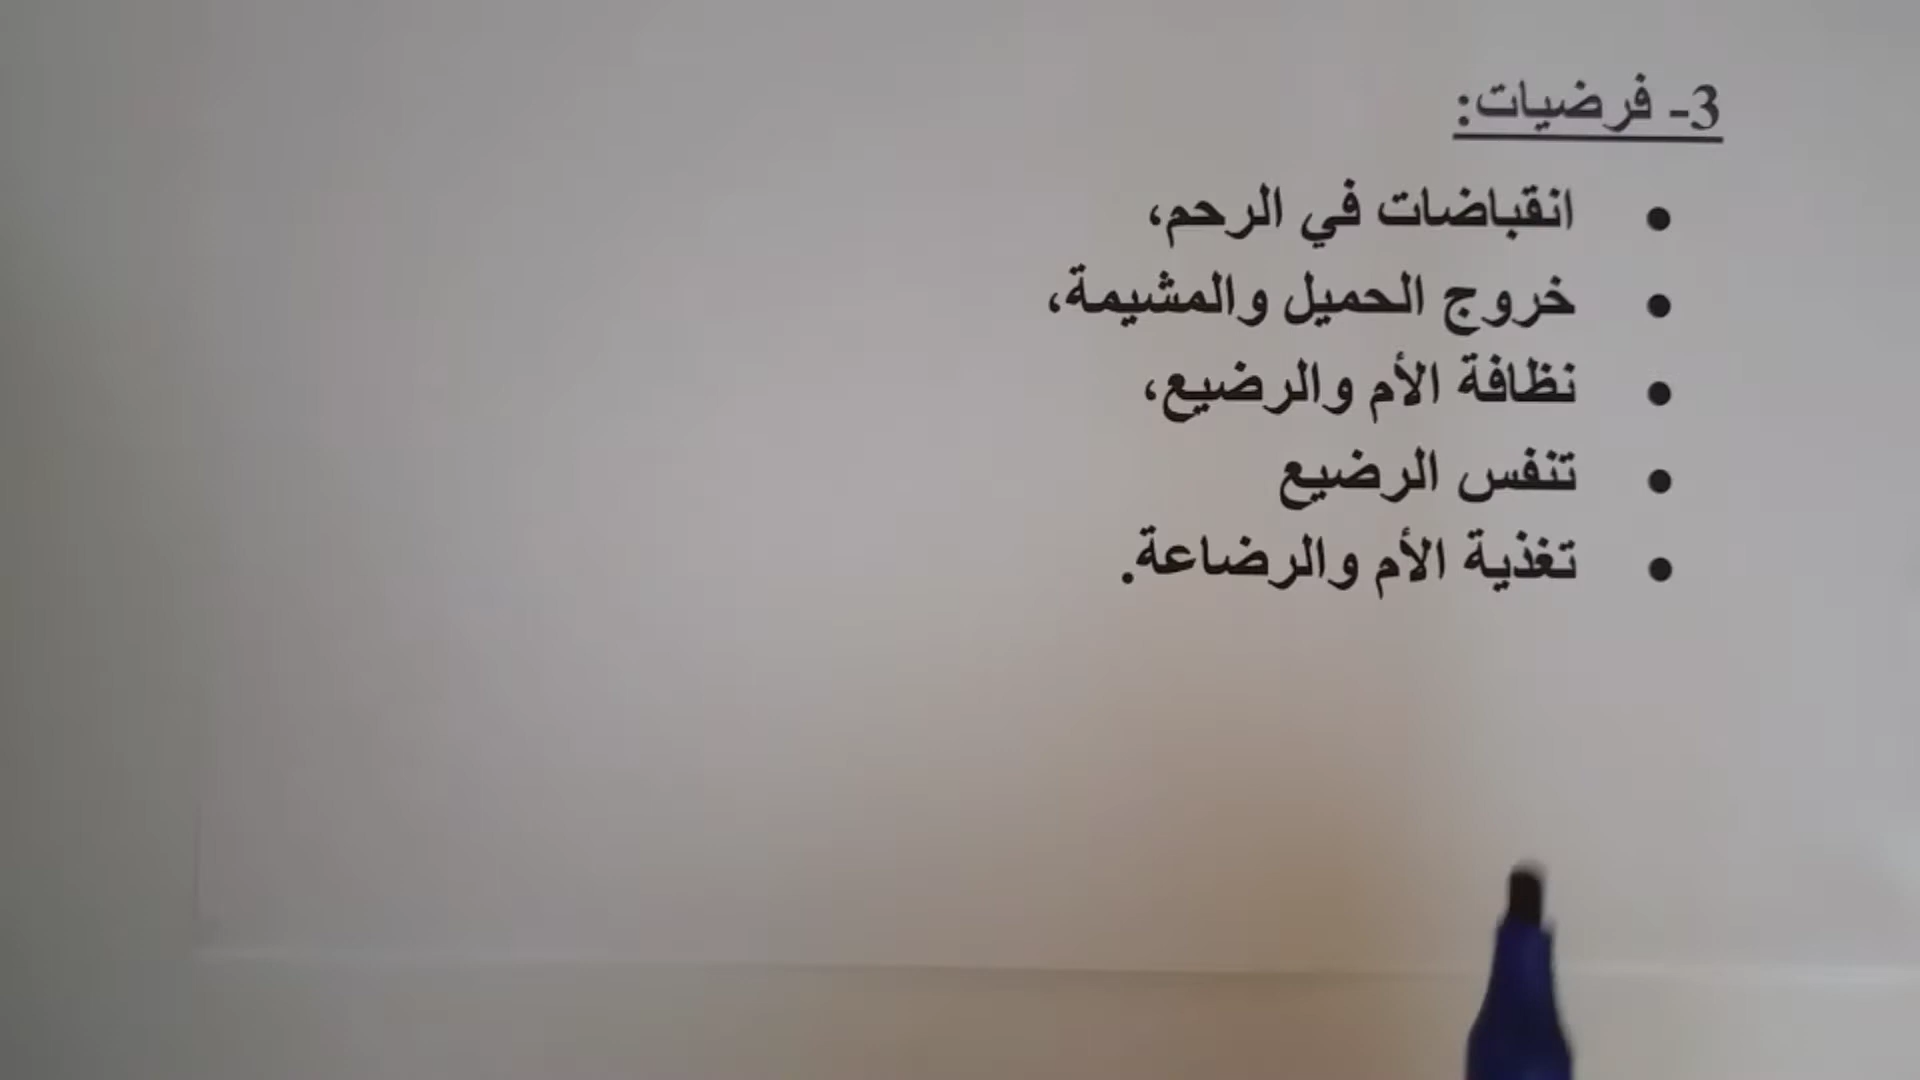 3- فرضيات:
• انقباضات في الرحم،
• خروج الحميل والمشيمة،
• نظافة الأم والرضيع،
• تنفس الرضيع
• تغذية الأم والرضاعة.